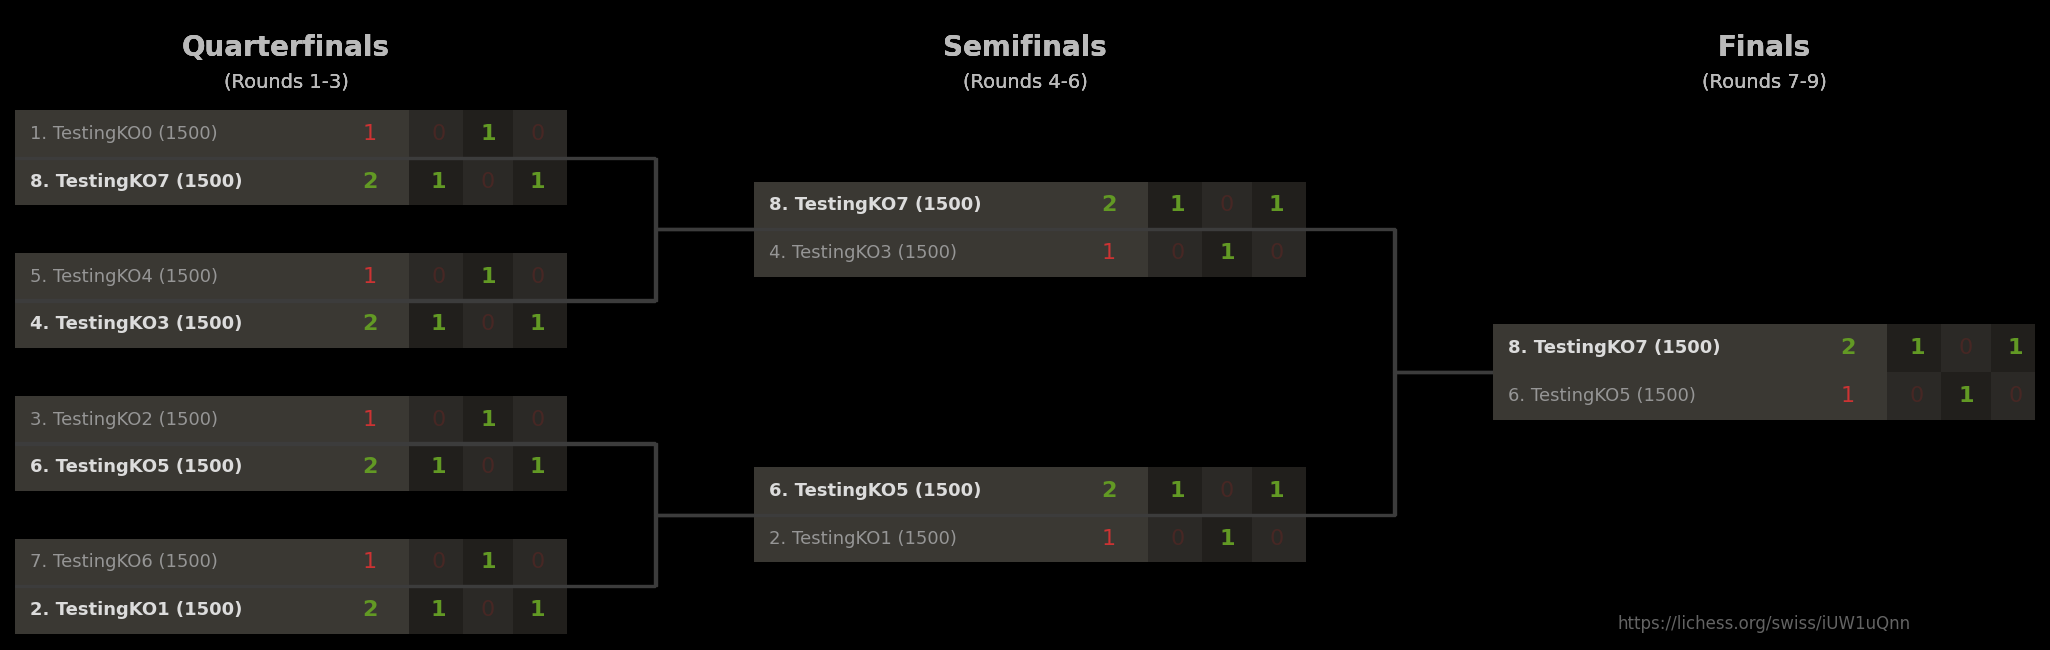 Quarterfinals
(Rounds 1-3)
1. TestingKO0 (1500) 1 0 1 0
8. TestingKO7 (1500) 2 1 0 1
5. TestingKO4 (1500) 1 0 1 0
4. TestingKO3 (1500) 2 1 0 1
3. TestingKO2 (1500) 1 0 1 0
6. TestingKO5 (1500) 2 1 0 1
7. TestingKO6 (1500) 1 0 1 0
2. TestingKO1 (1500) 2 1 0 1
Semifinals
(Rounds 4-6)
8. TestingKO7 (1500) 2 1 0 1
4. TestingKO3 (1500) 1 0 1 0
6. TestingKO5 (1500) 2 1 0 1
2. TestingKO1 (1500) 1 0 1 0
Finals
(Rounds 7-9)
8. TestingKO7 (1500) 2 1 0 1
6. TestingKO5 (1500) 1 0 1 0
https://lichess.org/swiss/iUW1uQnn